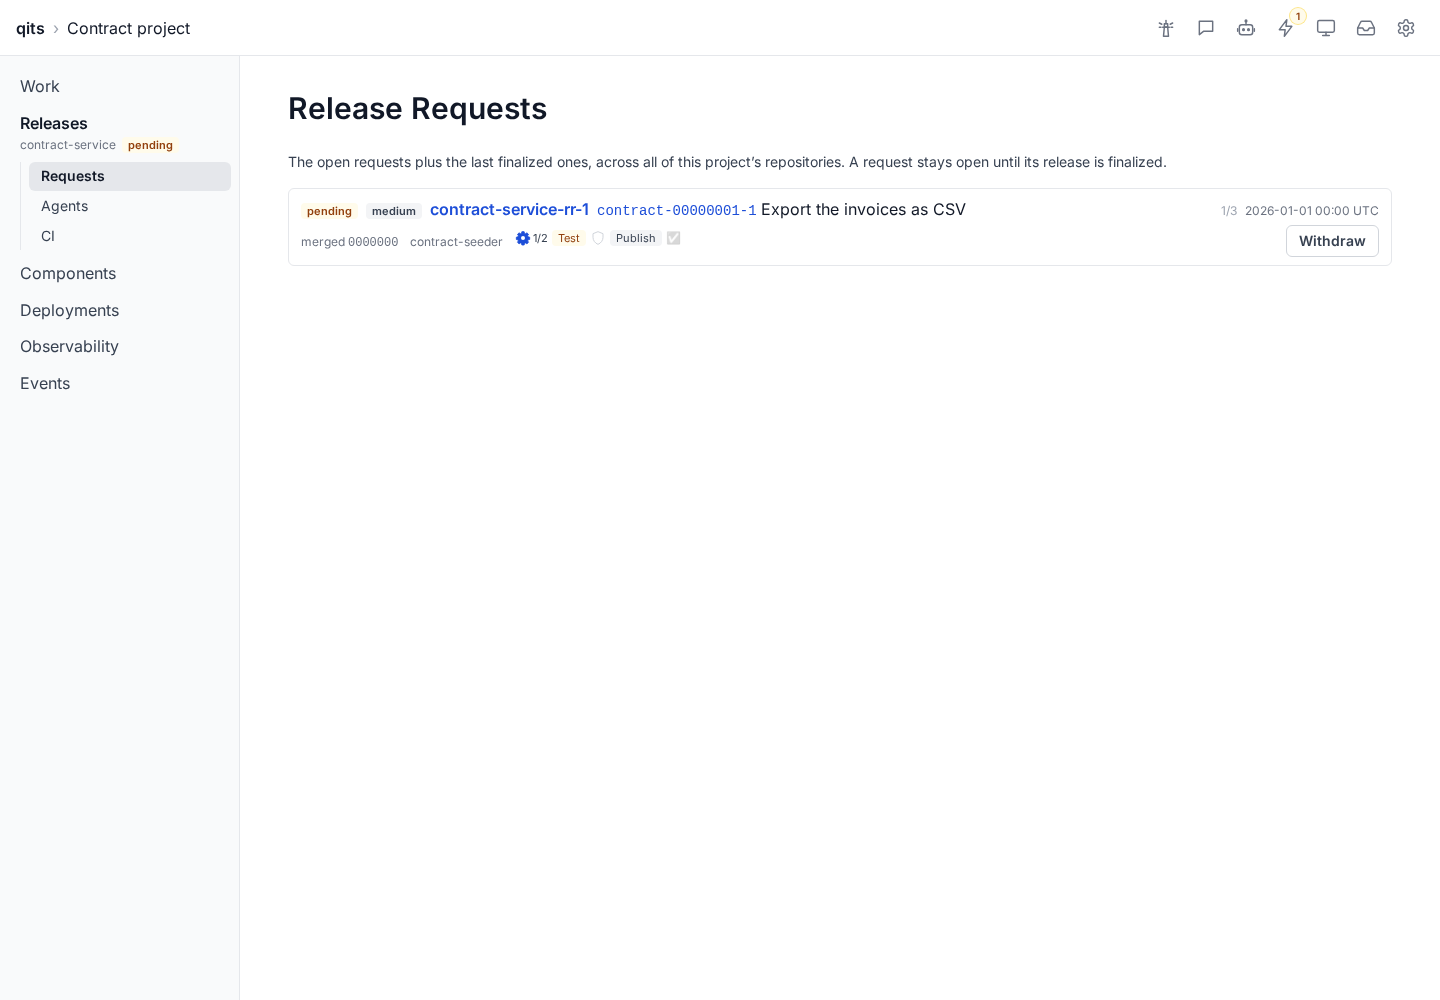 qits › Contract project
1
Work
Releases
contract-service pending
Requests
Agents
CI
Components
Deployments
Observability
Events
Release Requests
The open requests plus the last finalized ones, across all of this project’s repositories. A request stays open until its release is finalized.
pending medium contract-service-rr-1 contract-00000001-1 Export the invoices as CSV 1/3 2026-01-01 00:00 UTC
merged 0000000 contract-seeder 1/2 Test Publish Withdraw